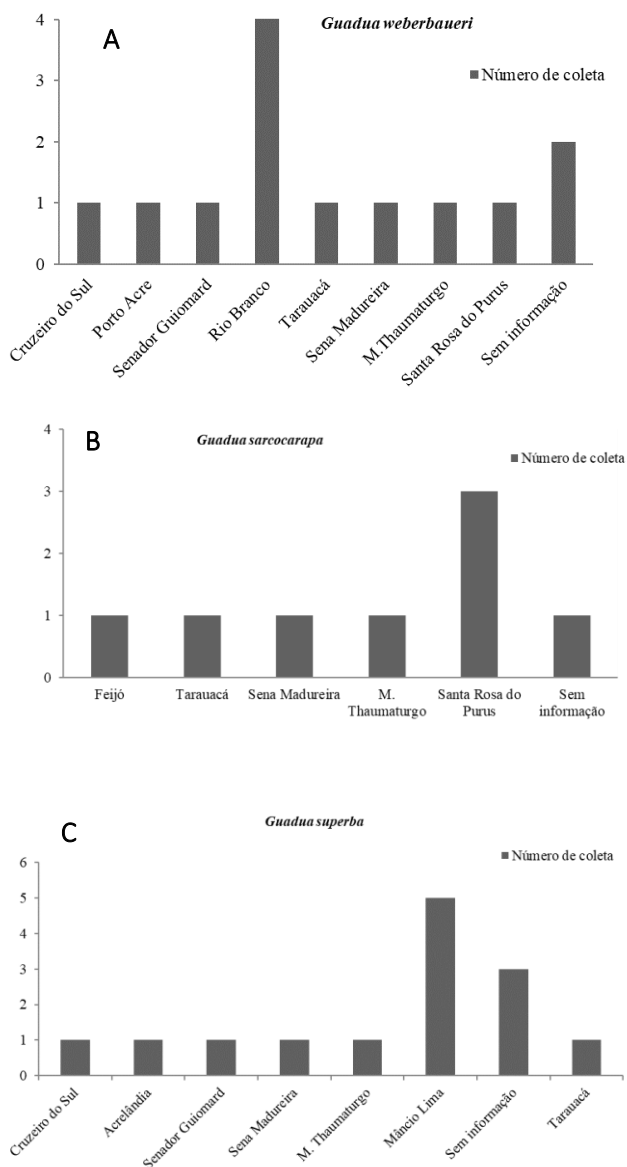 A
Guadua weberbaueri
Número de coleta
4
3
2
1
0
Cruzeiro do Sul
Porto Acre
Senador Guiomard
Rio Branco
Tarauacá
Sena Madureira
M.Thaumaturgo
Santa Rosa do Purus
Sem informação
B
Guadua sarcocarapa
Número de coleta
4
3
2
1
0
Feijó
Tarauacá
Sena Madureira
M.
Thaumaturgo
Santa Rosa do
Purus
Sem
informação
C
Guadua superba
Número de coleta
6
5
4
3
2
1
0
Cruzeiro do Sul
Acrelândia
Senador Guiomard
Sena Madureira
M. Thaumaturgo
Mâncio Lima
Sem informação
Tarauacá